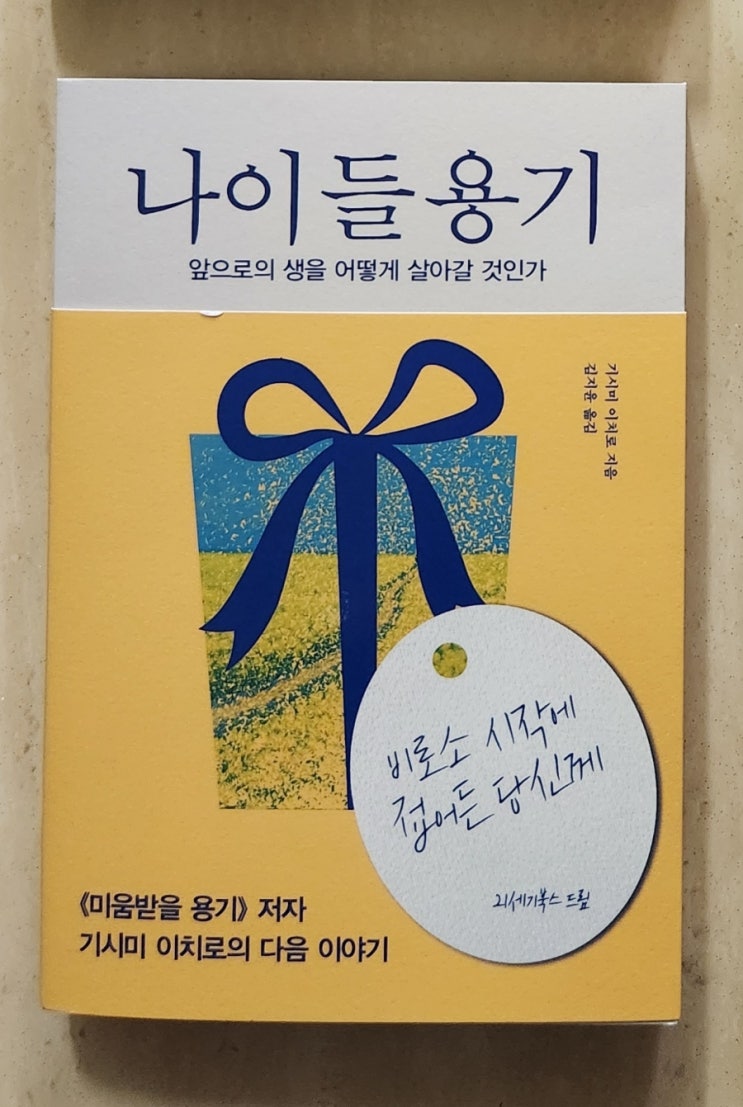 나이 들 용기
앞으로의 생을 어떻게 살아갈 것인가
기시미 이치로 지음
김지윤 옮김
비로소 시작에
접어든 당신께
21세기북스 드림
《미움받을 용기》 저자
기시미 이치로의 다음 이야기